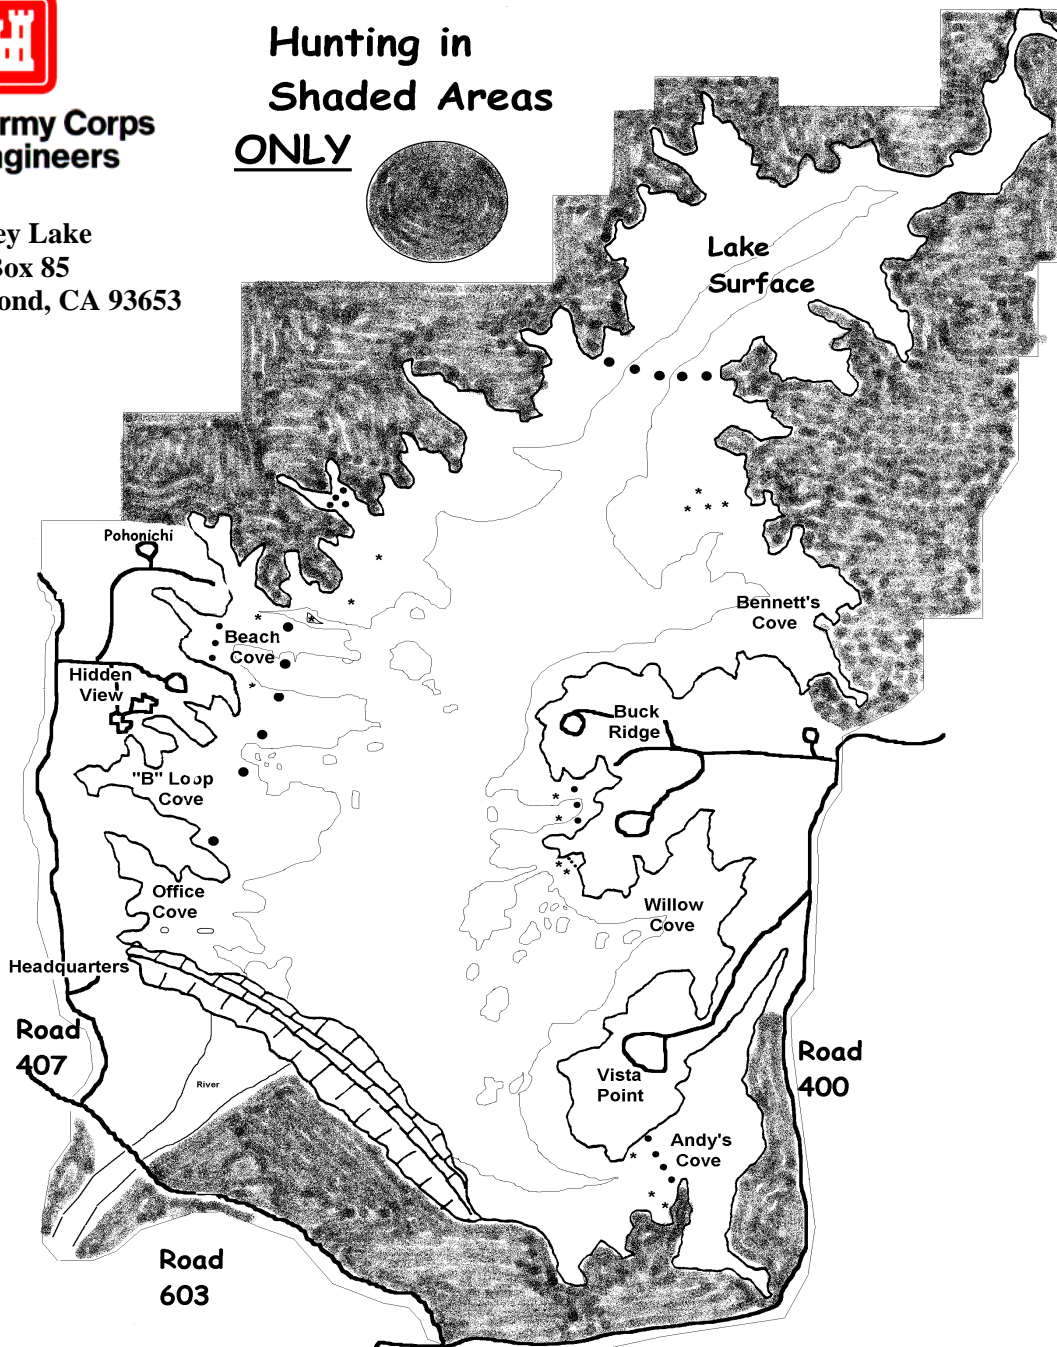 Hunting in
Shaded Areas
ONLY
rmy Corps
gineers
ey Lake
Box 85
ond, CA 93653
Lake
Surface
Pohonichi
Beach
Cove
Bennett's
Cove
Hidden
View
Buck
Ridge
"B" Loop
Cove
Office
Cove
Willow
Cove
Headquarters
Road
407
River
Vista
Point
Road
400
Andy's
Cove
Road
603